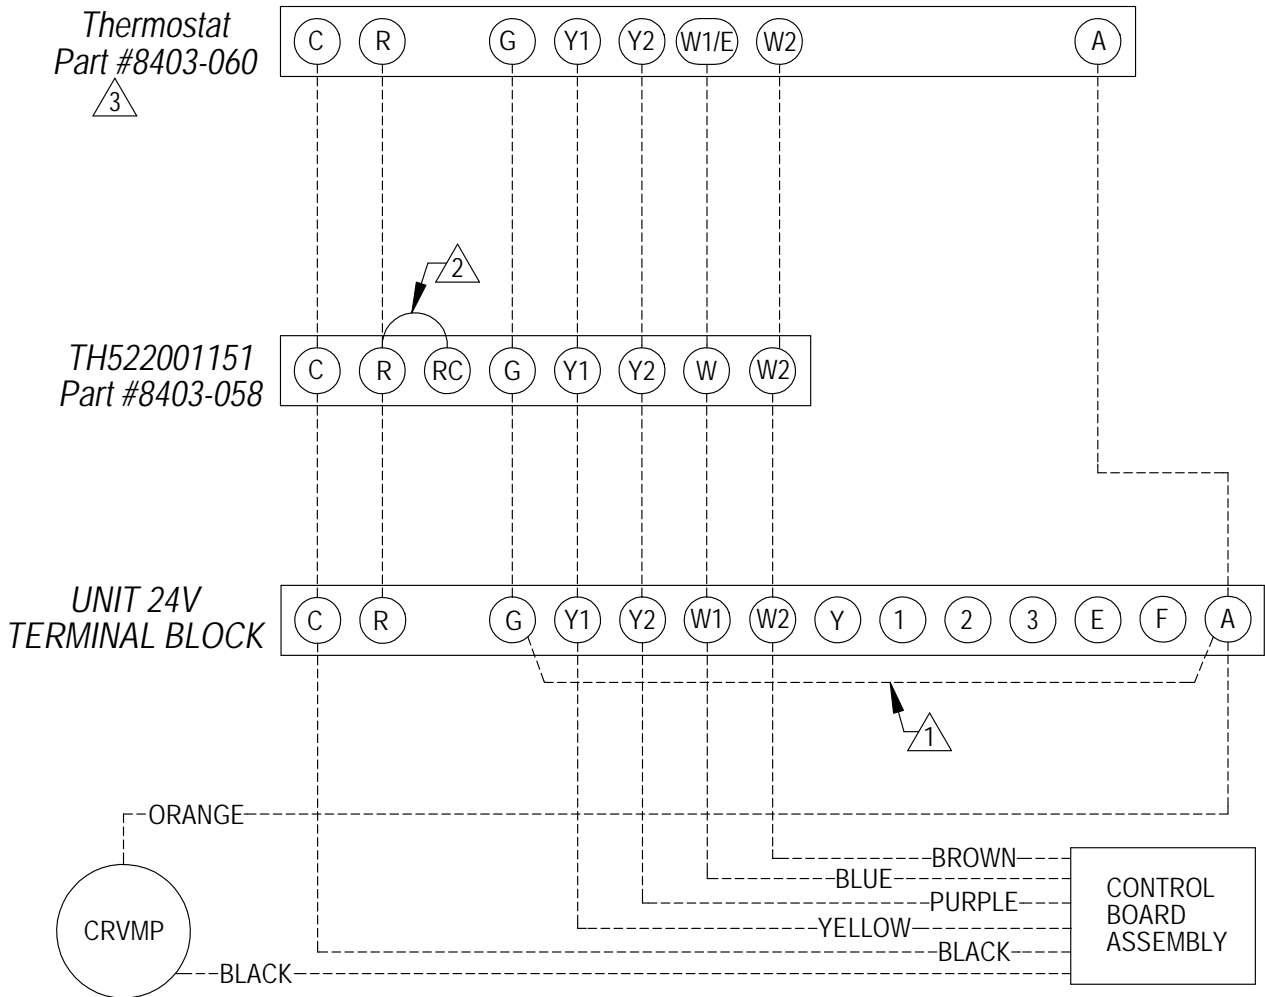 Thermostat
Part #8403-060
3
C R G Y1 Y2 W1/E W2 A
2
TH522001151
Part #8403-058
C R RC G Y1 Y2 W W2
UNIT 24V
TERMINAL BLOCK
C R G Y1 Y2 W1 W2 Y 1 2 3 E F A
1
ORANGE
BROWN
BLUE
PURPLE
YELLOW
BLACK
BLACK
CRVMP
CONTROL
BOARD
ASSEMBLY